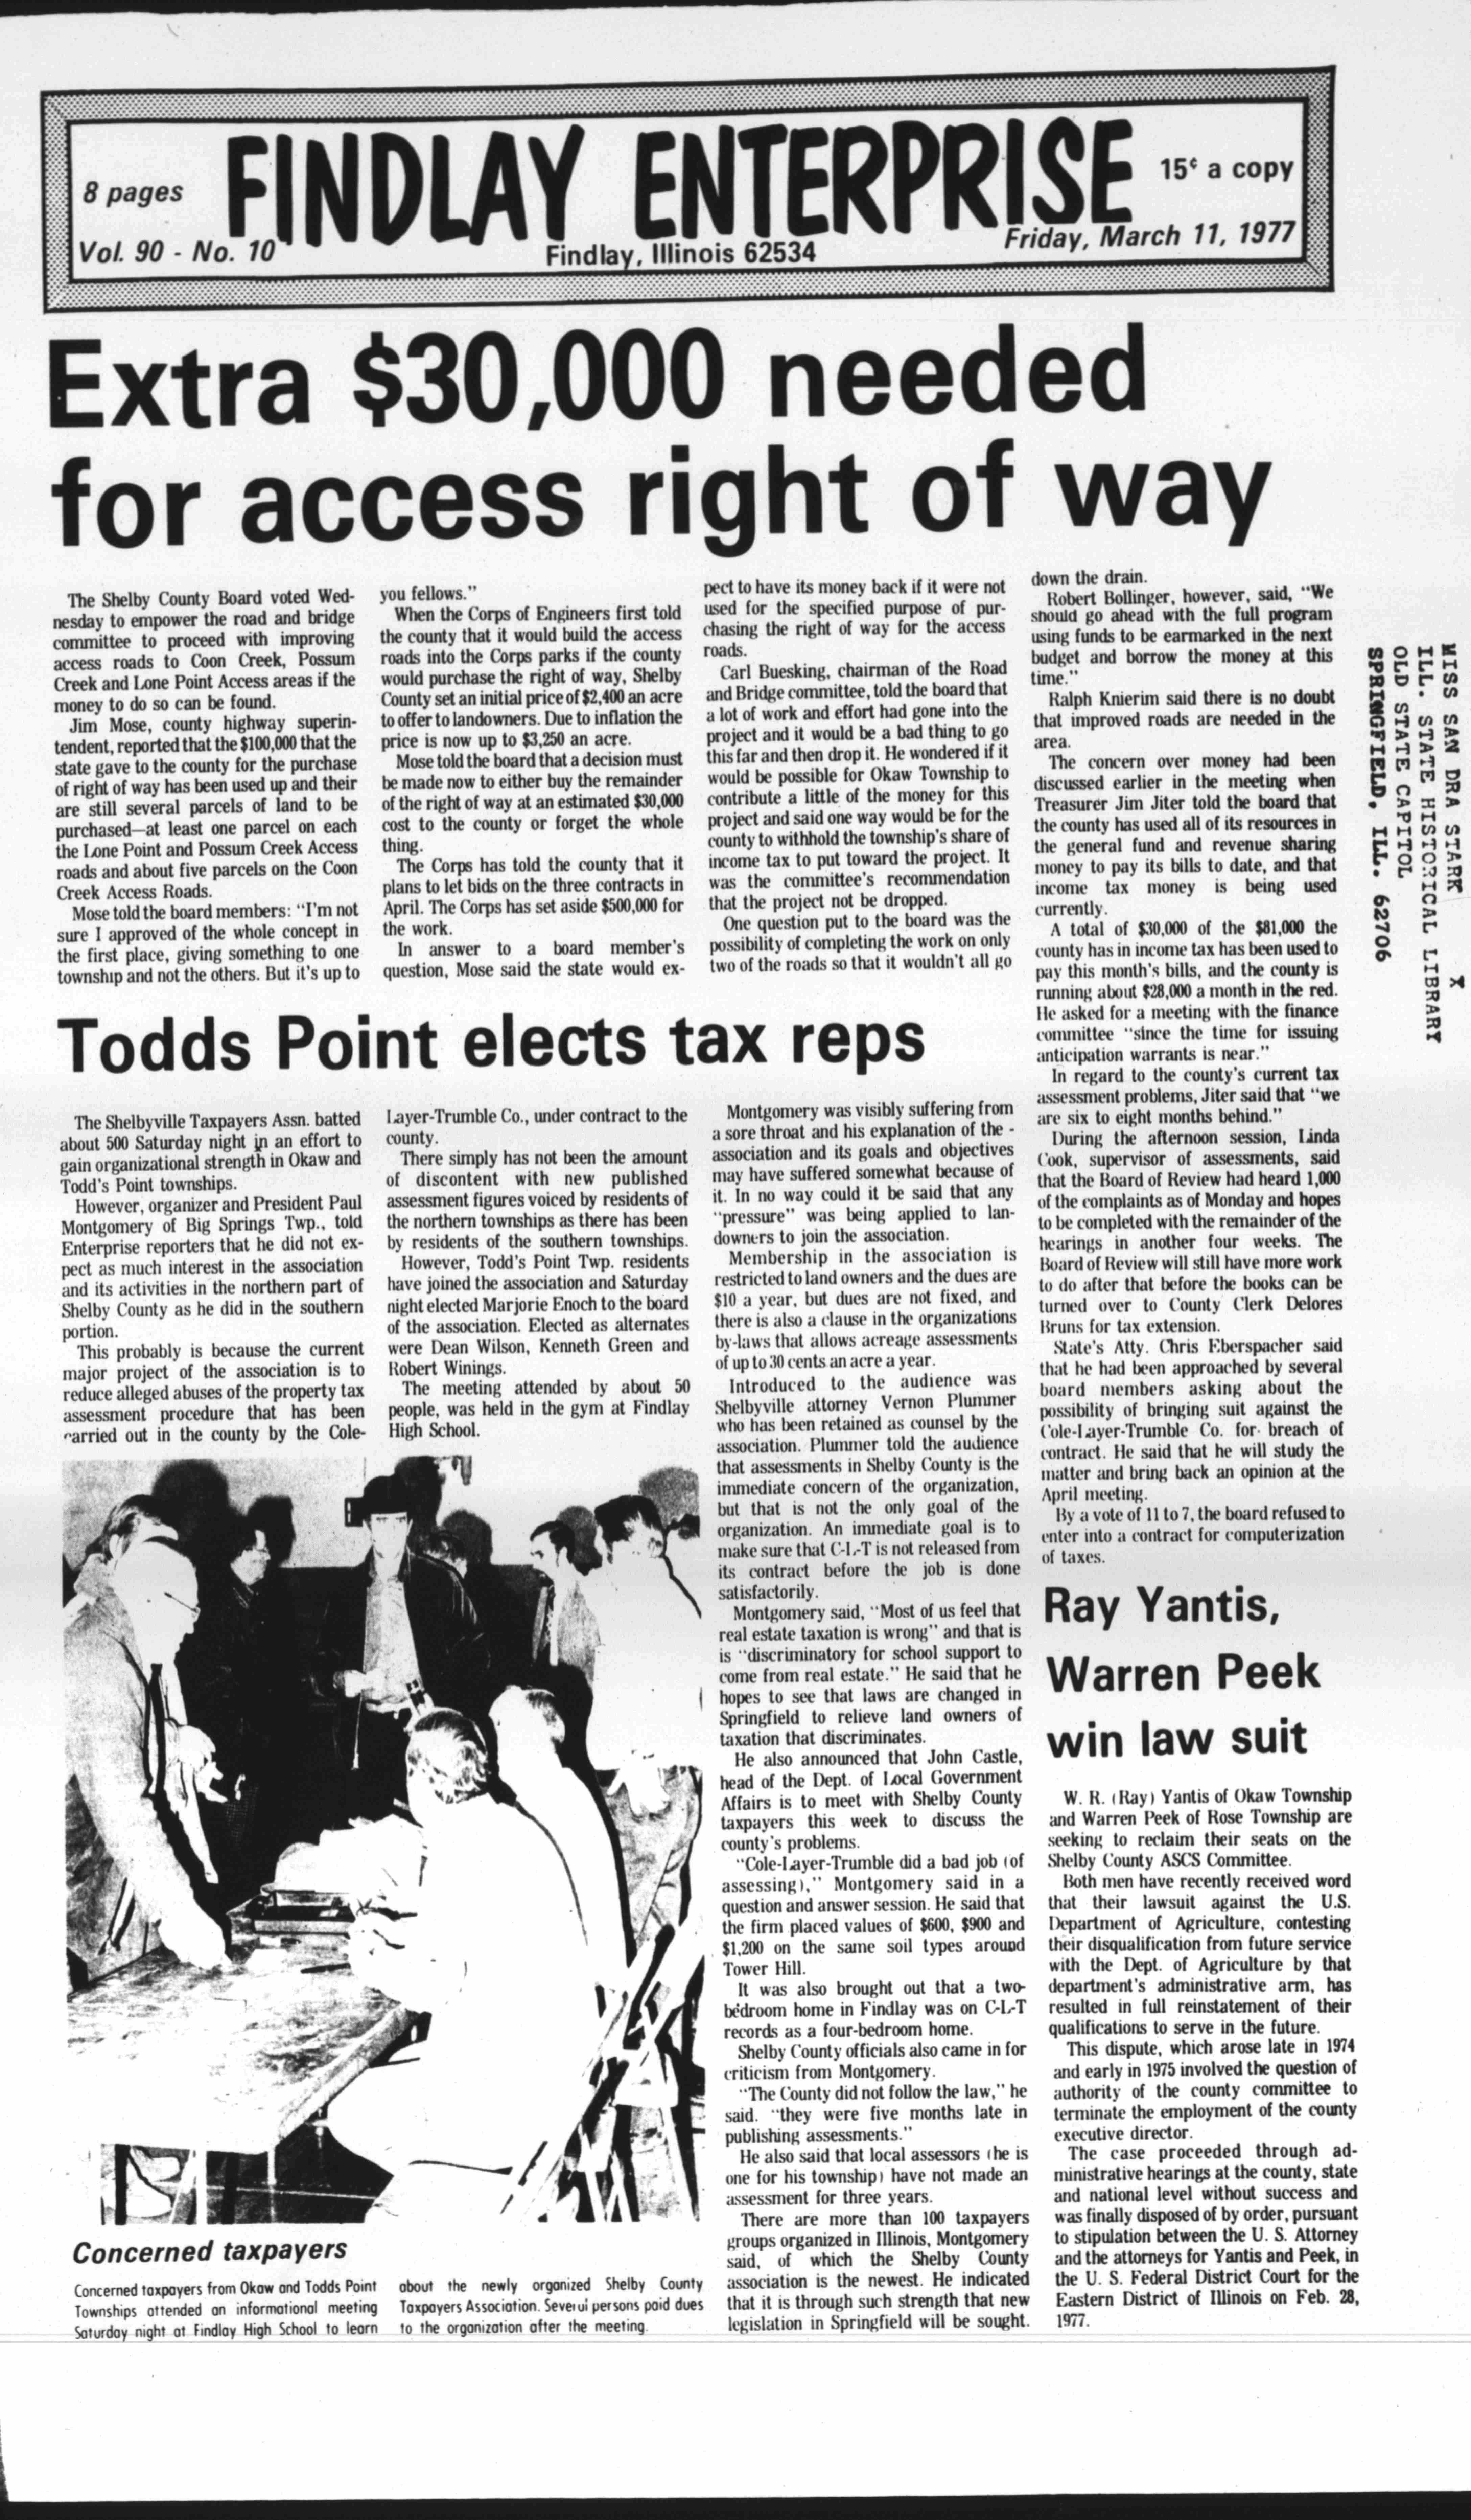 8 pages
FINDLAY ENTERPRISE
15¢ a copy
Vol. 90 - No. 10
Findlay, Illinois 62534
Friday, March 11, 1977
Extra $30,000 needed
for access right of way
The Shelby County Board voted Wed-
nesday to empower the road and bridge
committee to proceed with improving
access roads to Coon Creek, Possum
Creek and Lone Point Access areas if the
money to do so can be found.
Jim Mose, county highway superin-
tendent, reported that the $100,000 that the
state gave to the county for the purchase
of right of way has been used up and their
are still several parcels of land to be
purchased—at least one parcel on each
the Lone Point and Possum Creek Access
roads and about five parcels on the Coon
Creek Access Roads.
Mose told the board members: "I'm not
sure I approved of the whole concept in
the first place, giving something to one
township and not the others. But it's up to
you fellows."
When the Corps of Engineers first told
the county that it would build the access
roads into the Corps parks if the county
would purchase the right of way, Shelby
County set an initial price of $2,400 an acre
to offer to landowners. Due to inflation the
price is now up to $3,250 an acre.
Mose told the board that a decision must
be made now to either buy the remainder
of the right of way at an estimated $30,000
cost to the county or forget the whole
thing.
The Corps has told the county that it
plans to let bids on the three contracts in
April. The Corps has set aside $500,000 for
the work.
In answer to a board member's
question, Mose said the state would ex-
pect to have its money back if it were not
used for the specified purpose of pur-
chasing the right of way for the access
roads.
Carl Buesking, chairman of the Road
and Bridge committee, told the board that
a lot of work and effort had gone into the
project and it would be a bad thing to go
this far and then drop it. He wondered if it
would be possible for Okaw Township to
contribute a little of the money for this
project and said one way would be for the
county to withhold the township's share of
income tax to put toward the project. It
was the committee's recommendation
that the project not be dropped.
One question put to the board was the
possibility of completing the work on only
two of the roads so that it wouldn't all go
down the drain.
Robert Bollinger, however, said, "We
should go ahead with the full program
using funds to be earmarked in the next
budget and borrow the money at this
time."
Ralph Knierim said there is no doubt
that improved roads are needed in the
area.
The concern over money had been
discussed earlier in the meeting when
Treasurer Jim Jiter told the board that
the county has used all of its resources in
the general fund and revenue sharing
money to pay its bills to date, and that
income tax money is being used
currently.
A total of $30,000 of the $81,000 the
county has in income tax has been used to
pay this month's bills, and the county is
running about $28,000 a month in the red.
He asked for a meeting with the finance
committee "since the time for issuing
anticipation warrants is near."
In regard to the county's current tax
assessment problems, Jiter said that "we
are six to eight months behind."
During the afternoon session, Linda
Cook, supervisor of assessments, said
that the Board of Review had heard 1,000
of the complaints as of Monday and hopes
to be completed with the remainder of the
hearings in another four weeks. The
Board of Review will still have more work
to do after that before the books can be
turned over to County Clerk Delores
Bruns for tax extension.
State's Atty. Chris Eberspacher said
that he had been approached by several
board members asking about the
possibility of bringing suit against the
Cole-Layer-Trumble Co. for breach of
contract. He said that he will study the
matter and bring back an opinion at the
April meeting.
By a vote of 11 to 7, the board refused to
enter into a contract for computerization
of taxes.
MISS SAN DRA STARK X
ILL. STATE HISTORICAL LIBRARY
OLD STATE CAPITOL
SPRINGFIELD, ILL. 62706
Todds Point elects tax reps
The Shelbyville Taxpayers Assn. batted
about 500 Saturday night in an effort to
gain organizational strength in Okaw and
Todd's Point townships.
However, organizer and President Paul
Montgomery of Big Springs Twp., told
Enterprise reporters that he did not ex-
pect as much interest in the association
and its activities in the northern part of
Shelby County as he did in the southern
portion.
This probably is because the current
major project of the association is to
reduce alleged abuses of the property tax
assessment procedure that has been
carried out in the county by the Cole-
Layer-Trumble Co., under contract to the
county.
There simply has not been the amount
of discontent with new published
assessment figures voiced by residents of
the northern townships as there has been
by residents of the southern townships.
However, Todd's Point Twp. residents
have joined the association and Saturday
night elected Marjorie Enoch to the board
of the association. Elected as alternates
were Dean Wilson, Kenneth Green and
Robert Winings.
The meeting attended by about 50
people, was held in the gym at Findlay
High School.
Montgomery was visibly suffering from
a sore throat and his explanation of the -
association and its goals and objectives
may have suffered somewhat because of
it. In no way could it be said that any
"pressure" was being applied to lan-
downers to join the association.
Membership in the association is
restricted to land owners and the dues are
$10 a year, but dues are not fixed, and
there is also a clause in the organizations
by-laws that allows acreage assessments
of up to 30 cents an acre a year.
Introduced to the audience was
Shelbyville attorney Vernon Plummer
who has been retained as counsel by the
association. Plummer told the audience
that assessments in Shelby County is the
immediate concern of the organization,
but that is not the only goal of the
organization. An immediate goal is to
make sure that C-L-T is not released from
its contract before the job is done
satisfactorily.
Montgomery said, "Most of us feel that
real estate taxation is wrong" and that is
is "discriminatory for school support to
come from real estate." He said that he
hopes to see that laws are changed in
Springfield to relieve land owners of
taxation that discriminates.
He also announced that John Castle,
head of the Dept. of Local Government
Affairs is to meet with Shelby County
taxpayers this week to discuss the
county's problems.
"Cole-Layer-Trumble did a bad job (of
assessing)," Montgomery said in a
question and answer session. He said that
the firm placed values of $600, $900 and
$1,200 on the same soil types around
Tower Hill.
It was also brought out that a two-
bedroom home in Findlay was on C-L-T
records as a four-bedroom home.
Shelby County officials also came in for
criticism from Montgomery.
"The County did not follow the law," he
said. "they were five months late in
publishing assessments."
He also said that local assessors (he is
one for his township) have not made an
assessment for three years.
There are more than 100 taxpayers
groups organized in Illinois, Montgomery
said, of which the Shelby County
association is the newest. He indicated
that it is through such strength that new
legislation in Springfield will be sought.
Concerned taxpayers
Concerned taxpayers from Okaw and Todds Point
Townships attended an informational meeting
Saturday night at Findlay High School to learn
about the newly organized Shelby County
Taxpayers Association. Several persons paid dues
to the organization after the meeting.
Ray Yantis,
Warren Peek
win law suit
W. R. (Ray) Yantis of Okaw Township
and Warren Peek of Rose Township are
seeking to reclaim their seats on the
Shelby County ASCS Committee.
Both men have recently received word
that their lawsuit against the U.S.
Department of Agriculture, contesting
their disqualification from future service
with the Dept. of Agriculture by that
department's administrative arm, has
resulted in full reinstatement of their
qualifications to serve in the future.
This dispute, which arose late in 1974
and early in 1975 involved the question of
authority of the county committee to
terminate the employment of the county
executive director.
The case proceeded through ad-
ministrative hearings at the county, state
and national level without success and
was finally disposed of by order, pursuant
to stipulation between the U. S. Attorney
and the attorneys for Yantis and Peek, in
the U. S. Federal District Court for the
Eastern District of Illinois on Feb. 28,
1977.